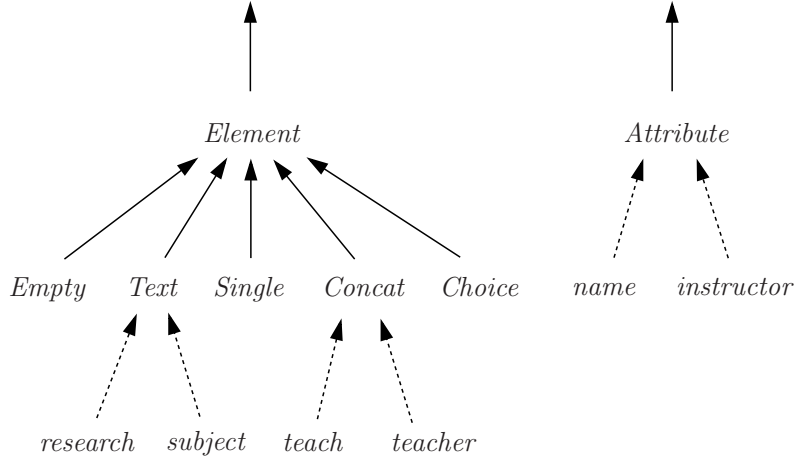 Element Attribute
Empty Text Single Concat Choice name instructor
research subject teach teacher